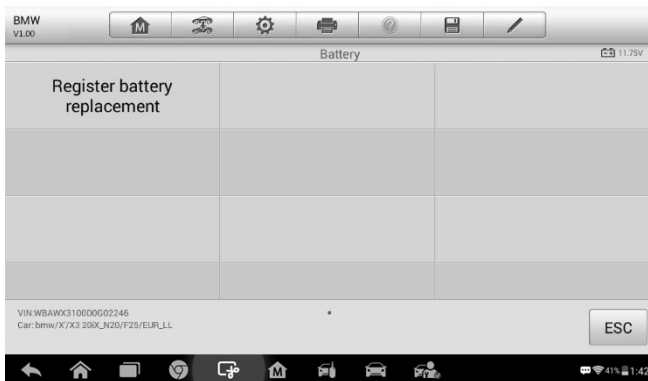 BMW
V1.00
M
?
Battery
11.75V
Register battery
replacement
VIN:WBAWX3100D0G02246
Car: bmw/X'/X3 20iX_N20/F25/EUR_LL
ESC
M
41% 1:42